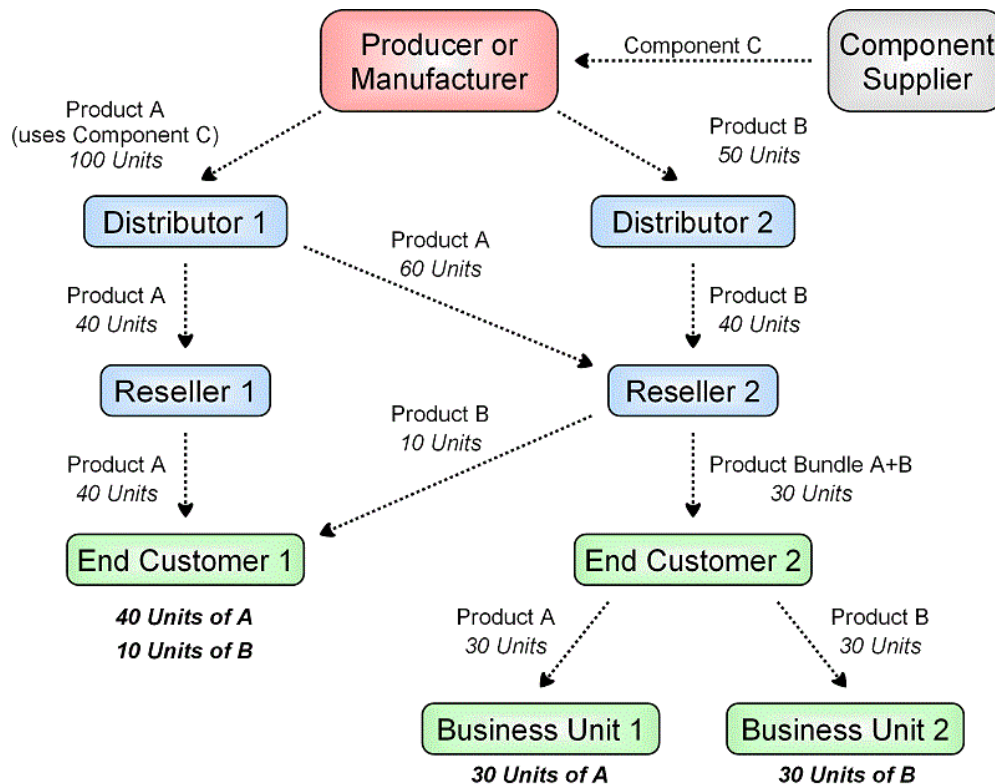 Producer or
Manufacturer
Component C
Component
Supplier
Product A
(uses Component C)
100 Units
Product B
50 Units
Distributor 1
Distributor 2
Product A
60 Units
Product A
40 Units
Product B
40 Units
Reseller 1
Reseller 2
Product B
10 Units
Product A
40 Units
Product Bundle A+B
30 Units
End Customer 1
End Customer 2
40 Units of A
10 Units of B
Product A
30 Units
Product B
30 Units
Business Unit 1
Business Unit 2
30 Units of A
30 Units of B